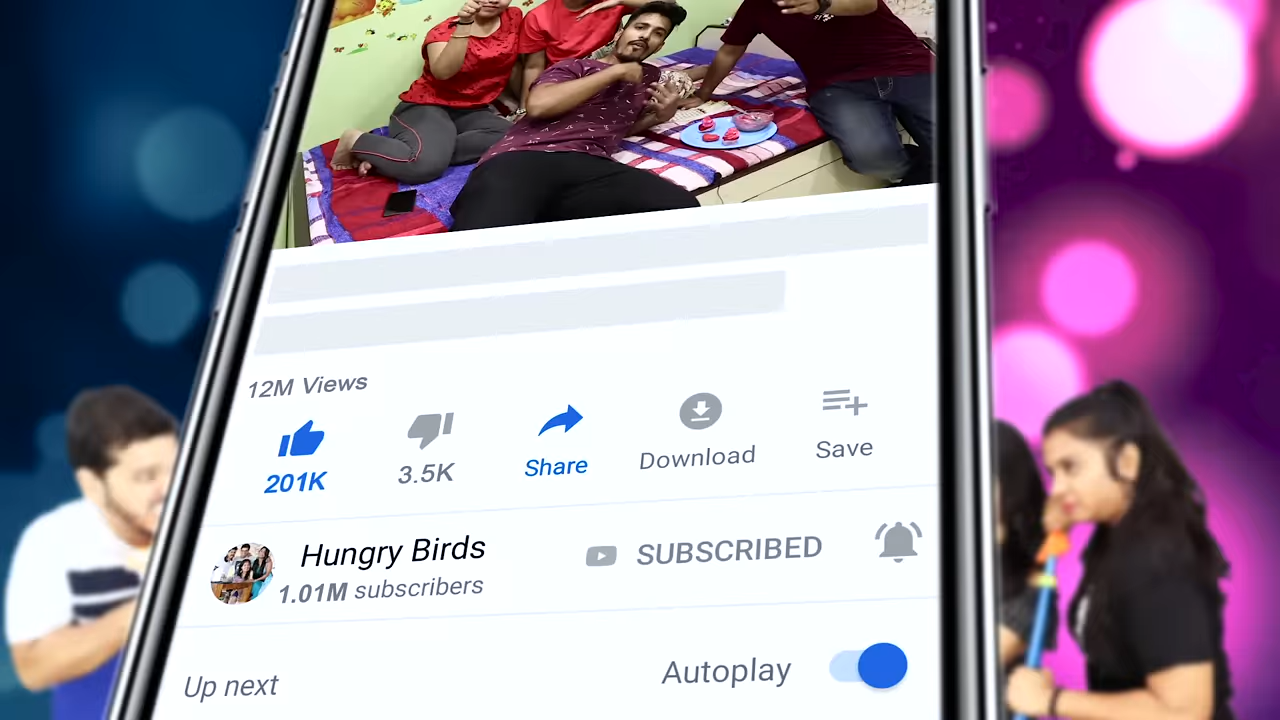 12M Views
201K
3.5K
Share
Download
Save
Hungry Birds
1.01M subscribers
SUBSCRIBED
Up next
Autoplay